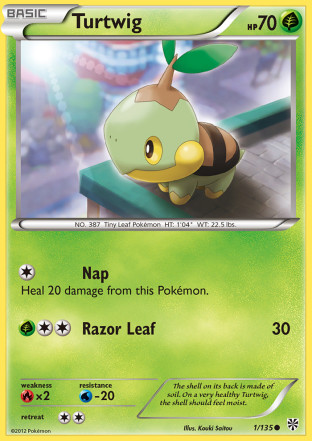 BASIC Turtwig HP70
NO. 387 Tiny Leaf Pokémon HT: 1'04" WT: 22.5 lbs.
Nap
Heal 20 damage from this Pokémon.
Razor Leaf 30
weakness resistance
×2 -20
retreat
The shell on its back is made of
soil. On a very healthy Turtwig,
the shell should feel moist.
©2012 Pokémon Illus. Kouki Saitou 1/135